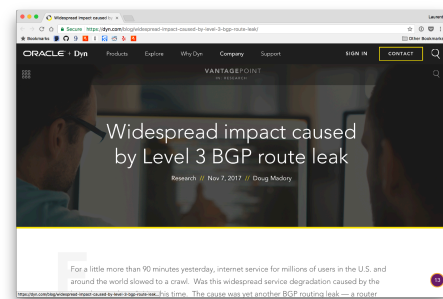 Widespread impact caused by
Laurent
Secure https://dyn.com/blog/widespread-impact-caused-by-level-3-bgp-route-leak/
Bookmarks
Other Bookmarks
ORACLE + Dyn Products Explore Why Dyn Company Support SIGN IN CONTACT
VANTAGEPOINT
Widespread impact caused
by Level 3 BGP route leak
Research // Nov 7, 2017 // Doug Madory
For a little more than 90 minutes yesterday, internet service for millions of users in the U.S. and
around the world slowed to a crawl. Was this widespread service degradation caused by the
his time. The cause was yet another BGP routing leak — a router
https://dyn.com/blog/widespread-impact-caused-by-level-3-bgp-route-leak...
13